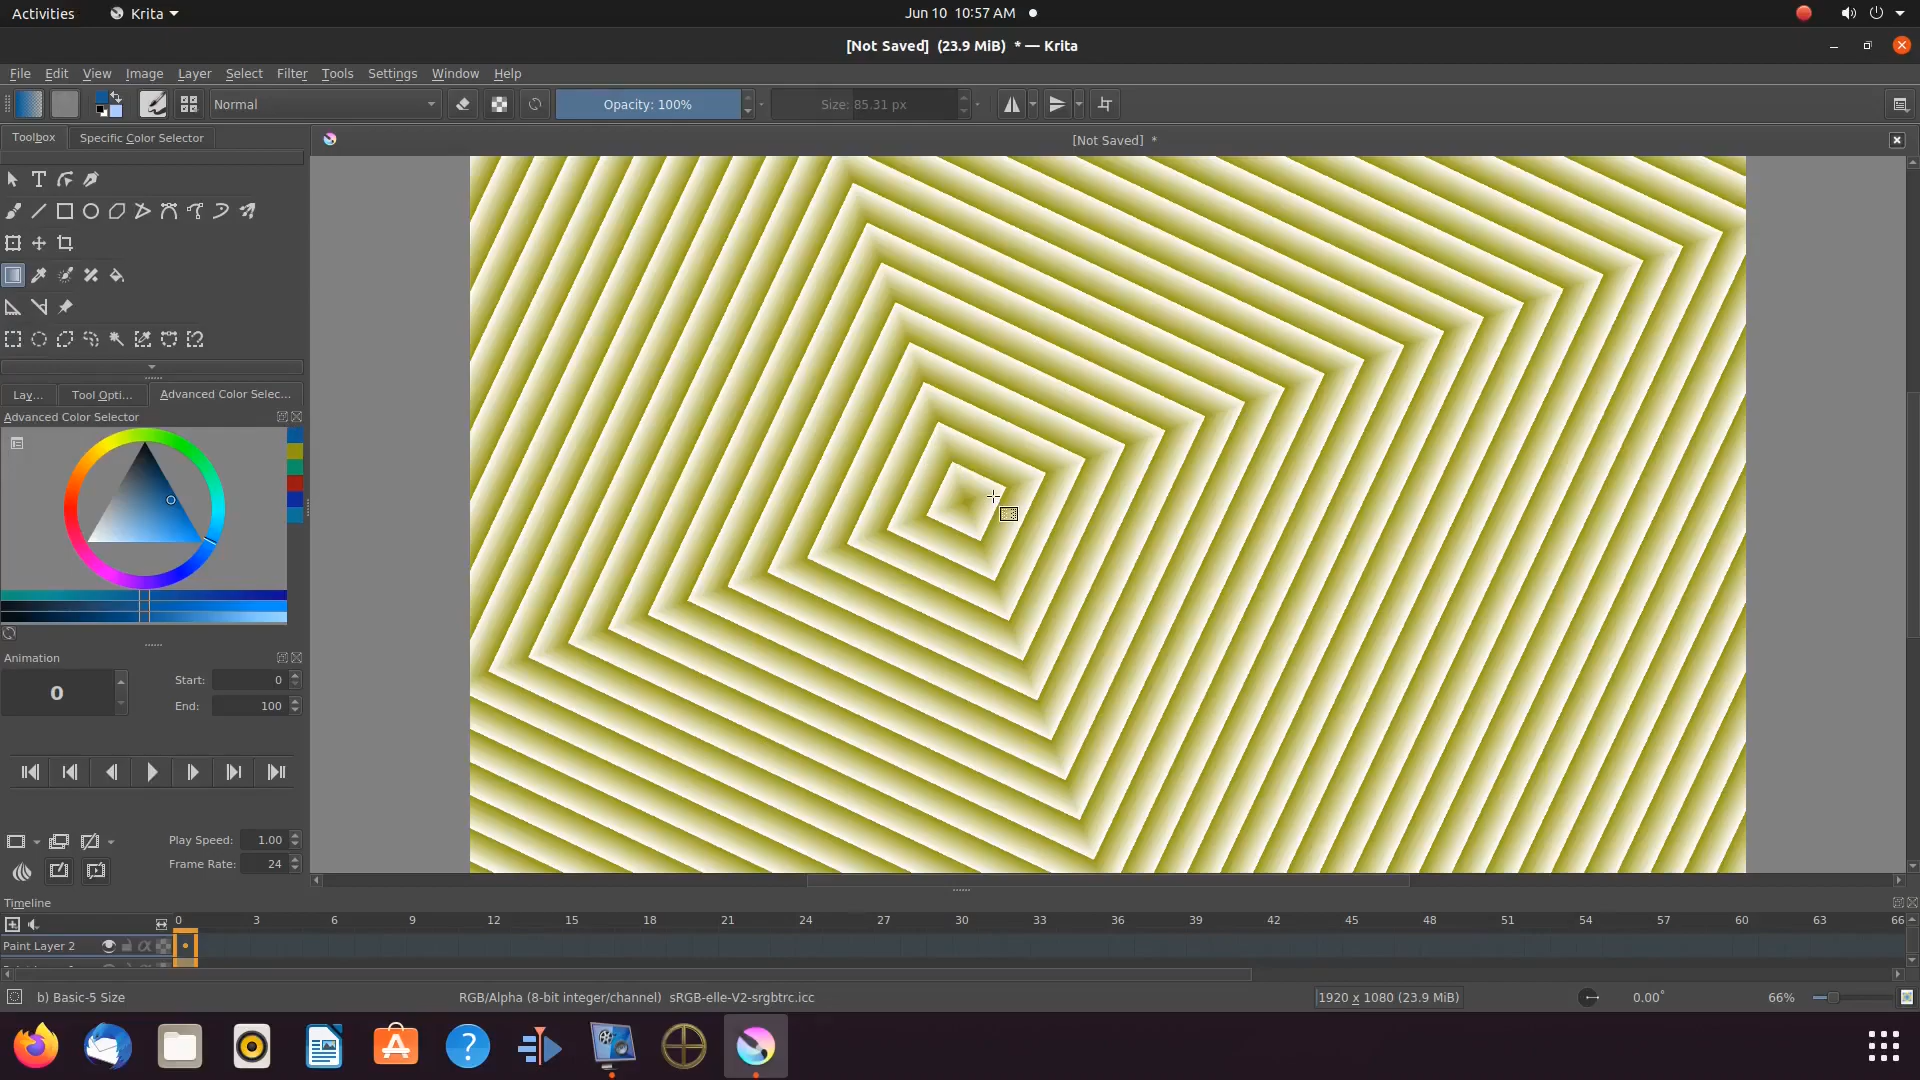 Activities
Krita
Jun 10 10:57 AM
[Not Saved] (23.9 MiB) * — Krita
File Edit View Image Layer Select Filter Tools Settings Window Help
Normal
Opacity: 100%
Size: 85.31 px
Toolbox
Specific Color Selector
[Not Saved] *
Lay...
Tool Opti...
Advanced Color Selec...
Advanced Color Selector
Animation
0
Start: 0
End: 100
Play Speed: 1.00
Frame Rate: 24
Timeline
0 3 6 9 12 15 18 21 24 27 30 33 36 39 42 45 48 51 54 57 60 63 66
Paint Layer 2
b) Basic-5 Size
RGB/Alpha (8-bit integer/channel) sRGB-elle-V2-srgbtrc.icc
1920 x 1080 (23.9 MiB)
0.00°
66%